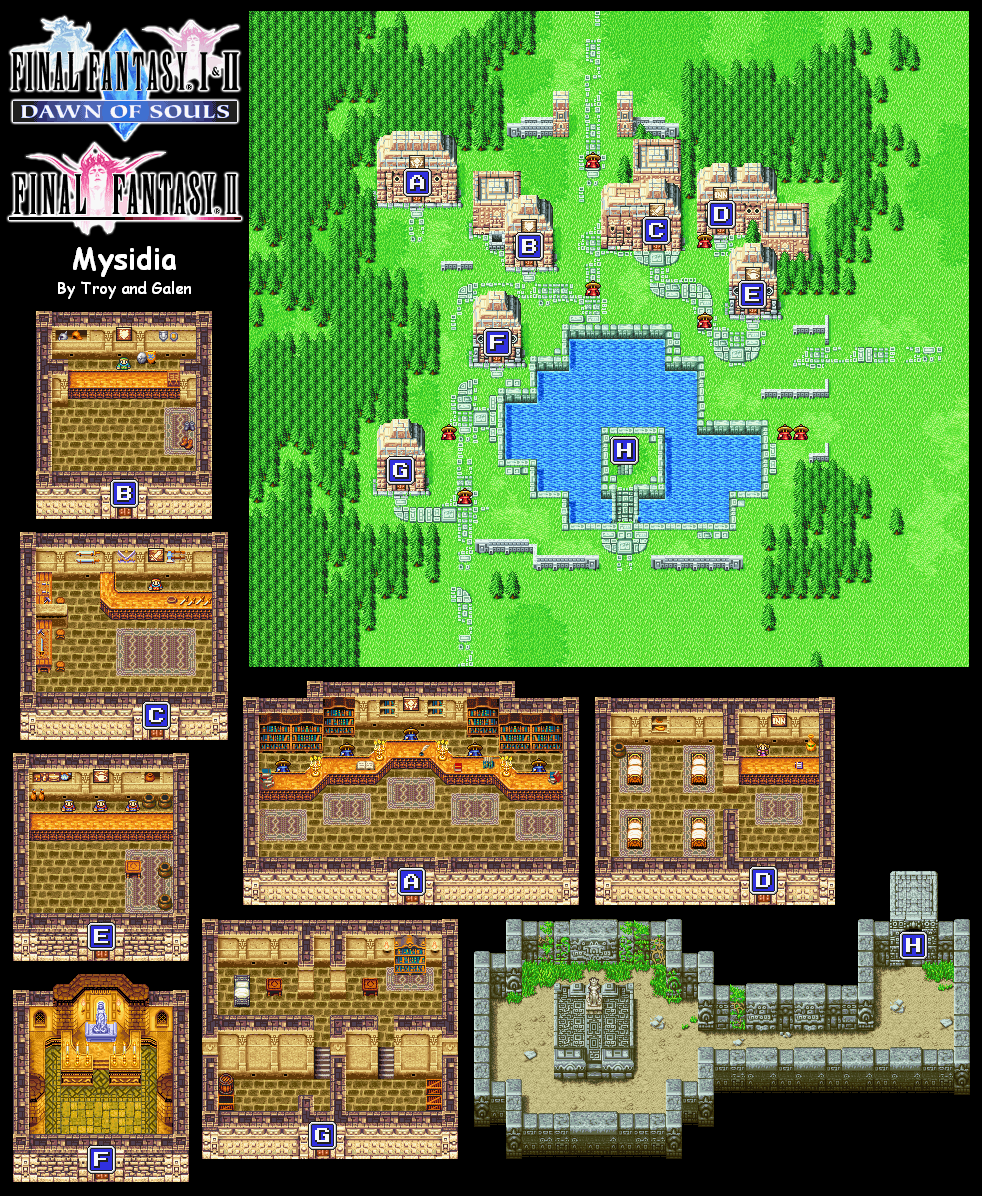 FINAL FANTASY® I & II
DAWN OF SOULS
FINAL FANTASY® II
Mysidia
By Troy and Galen
A
B
C
D
E
F
G
H
B
C
A
INN
D
E
F
G
H